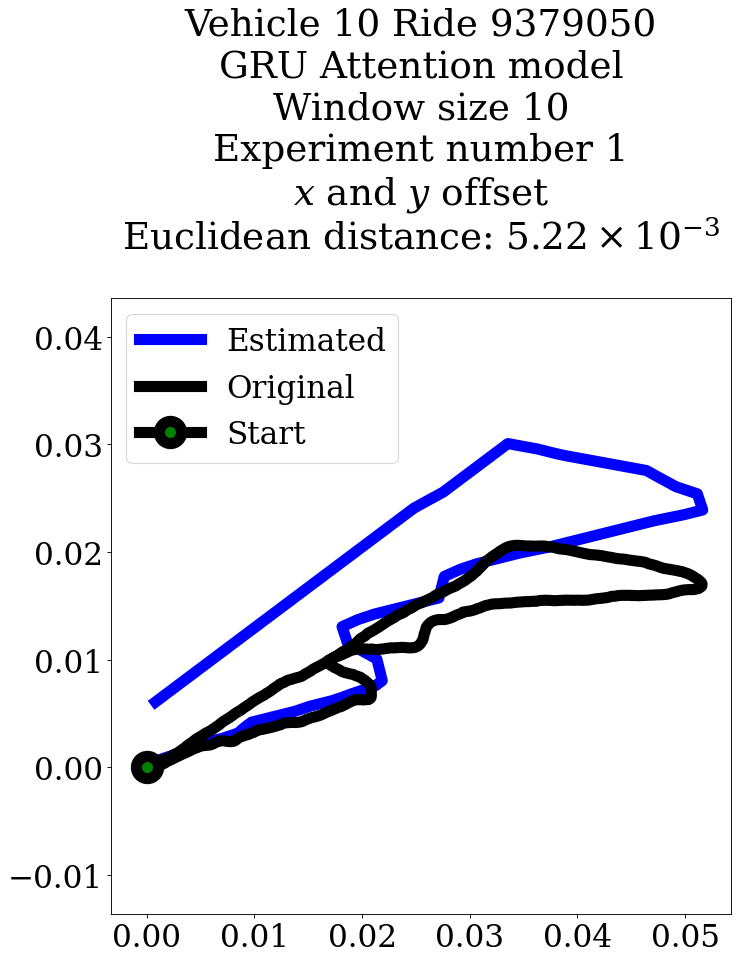 Vehicle 10 Ride 9379050
GRU Attention model
Window size 10
Experiment number 1
x and y offset
Euclidean distance: 5.22 × 10⁻³
Estimated
Original
Start
0.04
0.03
0.02
0.01
0.00
−0.01
0.00 0.01 0.02 0.03 0.04 0.05